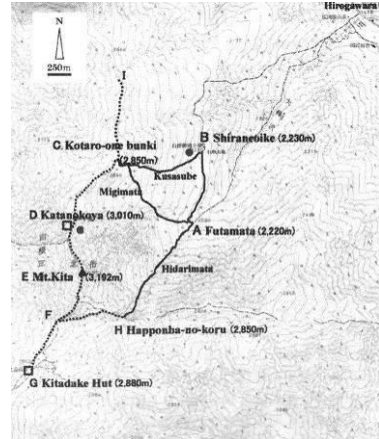 Hirogawara
N
250m
I
B Shiraneoike (2,230m)
C Kotaro-one bunki
(2,850m)
Kusasube
Migimata
D Katanokoya (3,010m)
A Futamata (2,220m)
E Mt.Kita (3,192m)
Hidarimata
F
H Happonba-no-koru (2,850m)
G Kitadake Hut (2,880m)